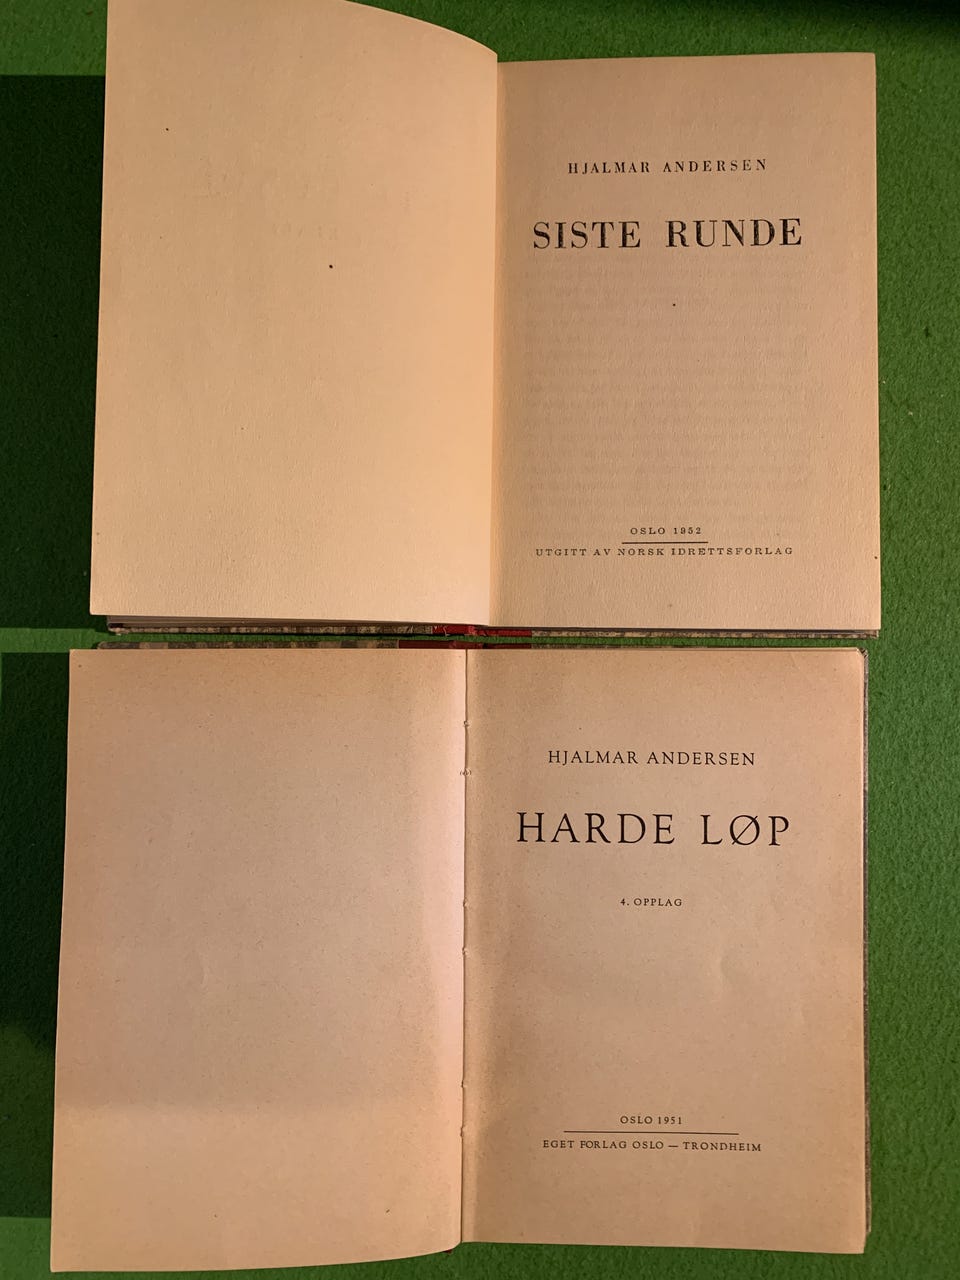 HJALMAR ANDERSEN
SISTE RUNDE
OSLO 1952
UTGITT AV NORSK IDRETTSFORLAG
HJALMAR ANDERSEN
HARDE LØP
4. OPPLAG
OSLO 1951
EGET FORLAG OSLO — TRONDHEIM